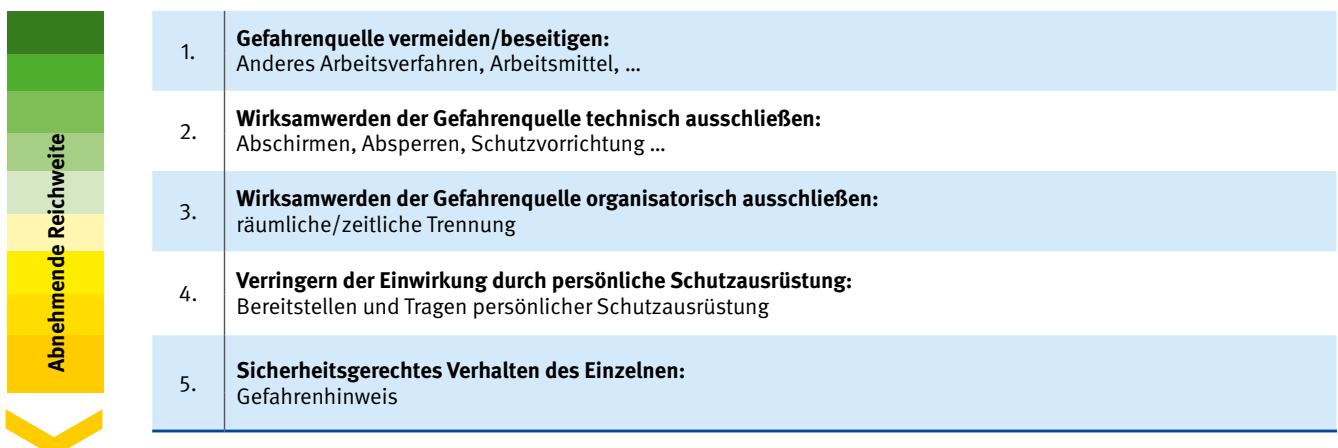 Abnehmende Reichweite
1.
Gefahrenquelle vermeiden/beseitigen:
Anderes Arbeitsverfahren, Arbeitsmittel, ...
2.
Wirksamwerden der Gefahrenquelle technisch ausschließen:
Abschirmen, Absperren, Schutzvorrichtung ...
3.
Wirksamwerden der Gefahrenquelle organisatorisch ausschließen:
räumliche/zeitliche Trennung
4.
Verringern der Einwirkung durch persönliche Schutzausrüstung:
Bereitstellen und Tragen persönlicher Schutzausrüstung
5.
Sicherheitsgerechtes Verhalten des Einzelnen:
Gefahrenhinweis